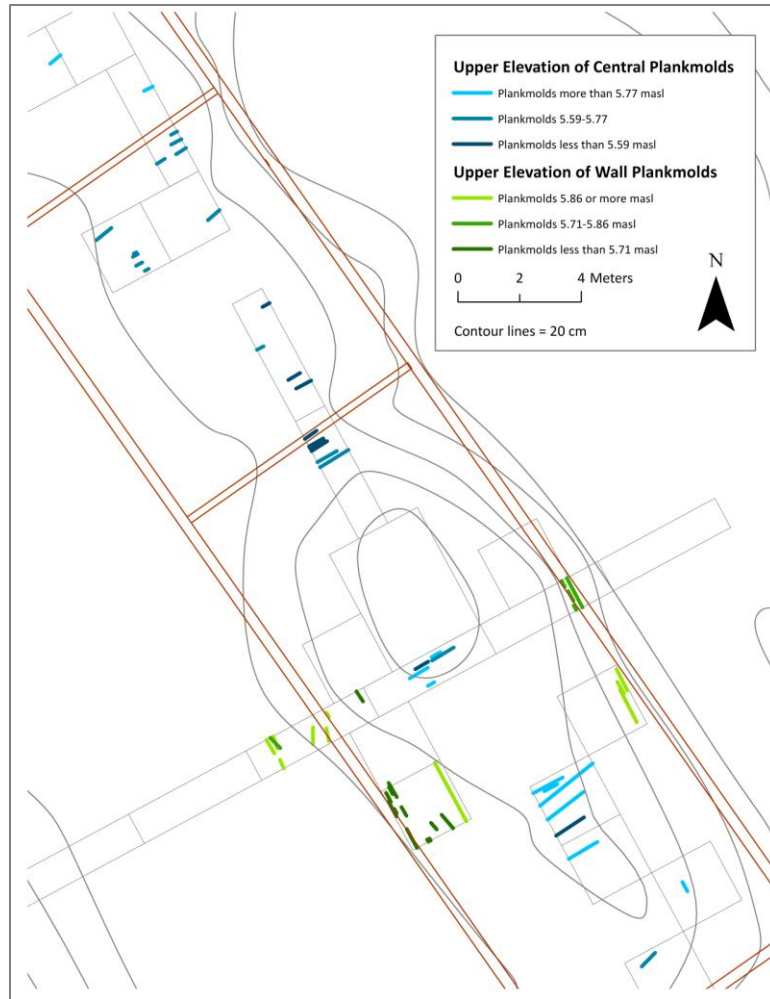 Upper Elevation of Central Plankmolds
Plankmolds more than 5.77 masl
Plankmolds 5.59-5.77
Plankmolds less than 5.59 masl
Upper Elevation of Wall Plankmolds
Plankmolds 5.86 or more masl
Plankmolds 5.71-5.86 masl
Plankmolds less than 5.71 masl
N
0 2 4 Meters
Contour lines = 20 cm